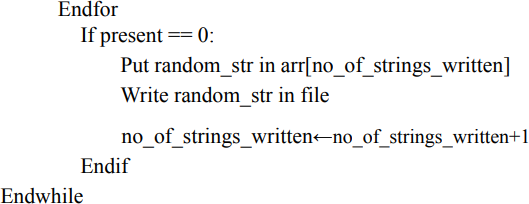 Endfor
If present == 0:
Put random_str in arr[no_of_strings_written]
Write random_str in file
no_of_strings_written←no_of_strings_written+1
Endif
Endwhile